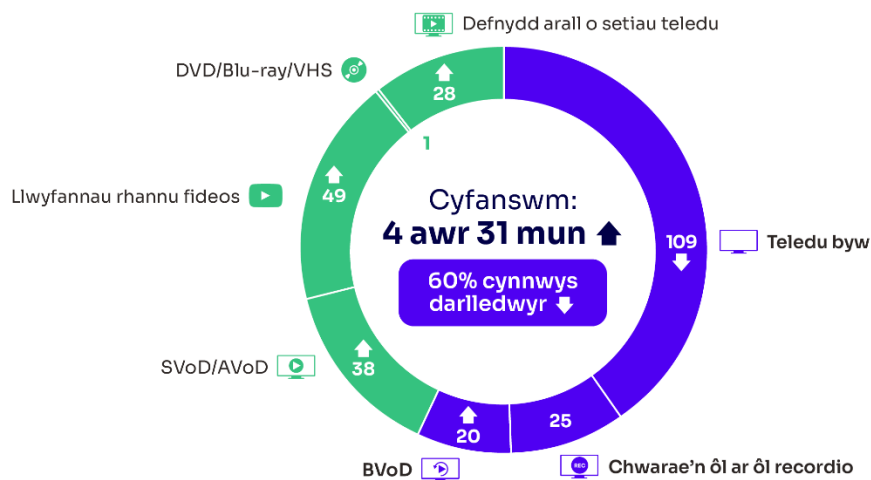 Defnydd arall o setiau teledu
DVD/Blu-ray/VHS
28
1
Llwyfannau rhannu fideos
49
Cyfanswm:
4 awr 31 mun
109
Teledu byw
60% cynnwys
darlledwyr
SVoD/AVoD
38
20
25
BVoD
REC
Chwarae'n ôl ar ôl recordio